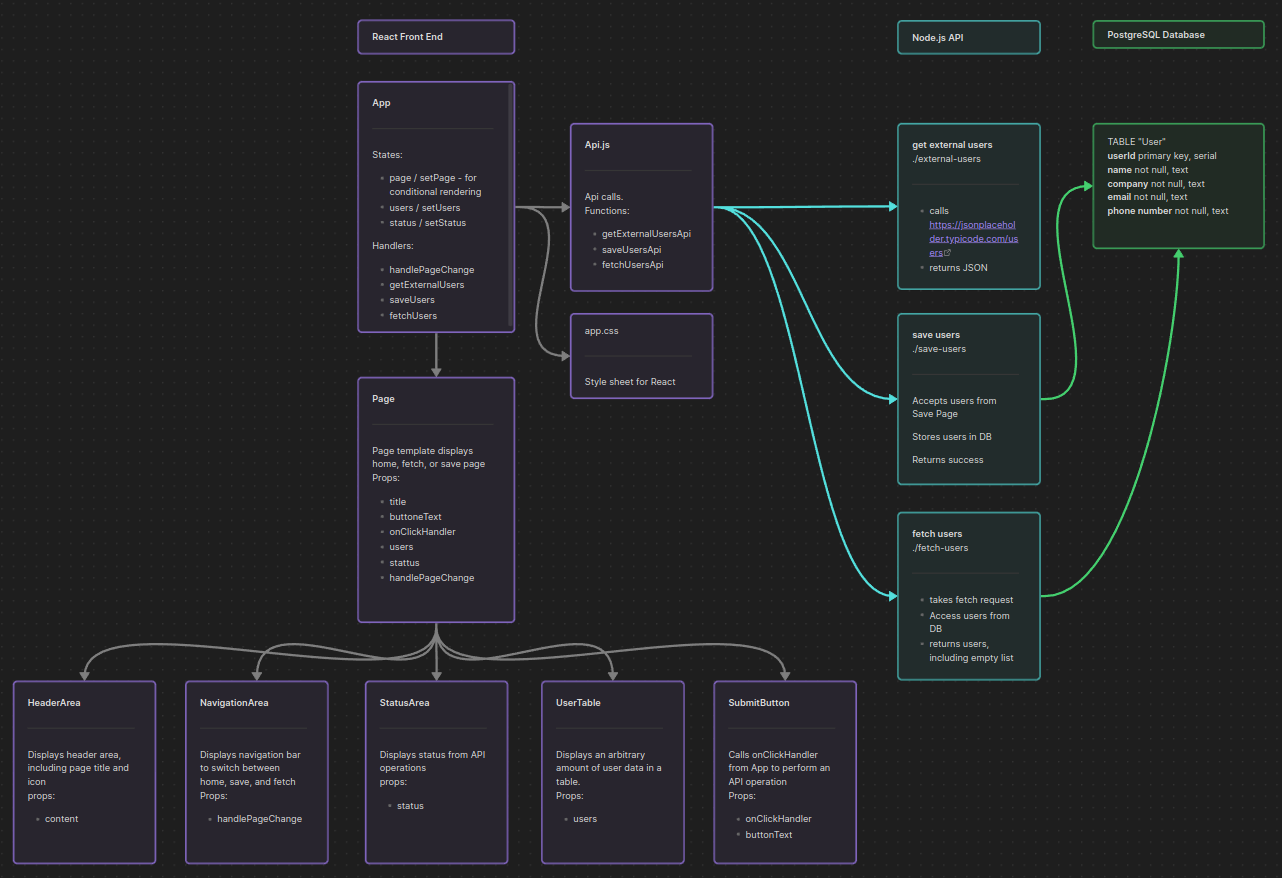 React Front End
Node.js API
PostgreSQL Database
App
States:
page / setPage - for
conditional rendering
users / setUsers
status / setStatus
Handlers:
handlePageChange
getExternalUsers
saveUsers
fetchUsers
Api.js
Api calls.
Functions:
getExternalUsersApi
saveUsersApi
fetchUsersApi
app.css
Style sheet for React
get external users
./external-users
calls
https://jsonplacehol
der.typicode.com/us
ers
returns JSON
TABLE "User"
userId primary key, serial
name not null, text
company not null, text
email not null, text
phone number not null, text
save users
./save-users
Accepts users from
Save Page
Stores users in DB
Returns success
Page
Page template displays
home, fetch, or save page
Props:
title
buttoneText
onClickHandler
users
stattus
handlePageChange
fetch users
./fetch-users
takes fetch request
Access users from
DB
returns users,
including empty list
HeaderArea
Displays header area,
including page title and
icon
props:
content
NavigationArea
Displays navigation bar
to switch between
home, save, and fetch
Props:
handlePageChange
StatusArea
Displays status from API
operations
props:
status
UserTable
Displays an arbitrary
amount of user data in a
table.
Props:
users
SubmitButton
Calls onClickHandler
from App to perform an
API operation
Props:
onClickHandler
buttonText